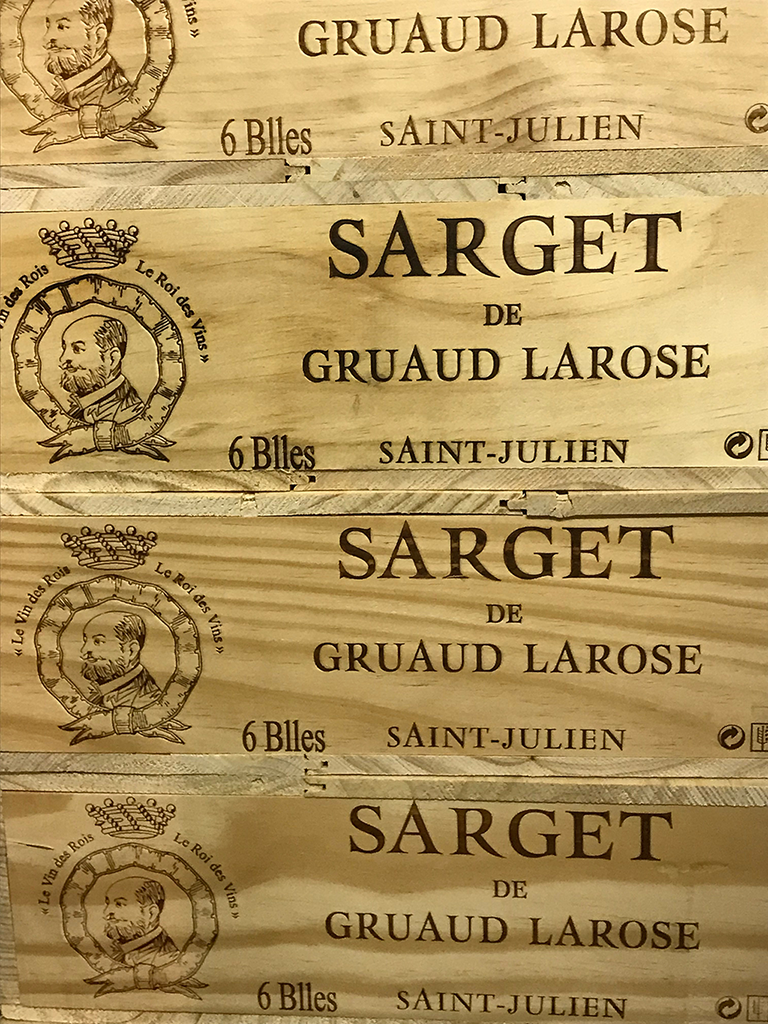 ins »
GRUAUD LAROSE
6 Blles SAINT-JULIEN
in des Rois Le Roi des Vins »
SARGET
DE
GRUAUD LAROSE
6 Blles SAINT-JULIEN
« Le Vin des Rois Le Roi des Vins »
SARGET
DE
GRUAUD LAROSE
6 Blles SAINT-JULIEN
« Le Vin des Rois Le Roi des Vins »
SARGET
DE
GRUAUD LAROSE
6 Blles SAINT-JULIEN